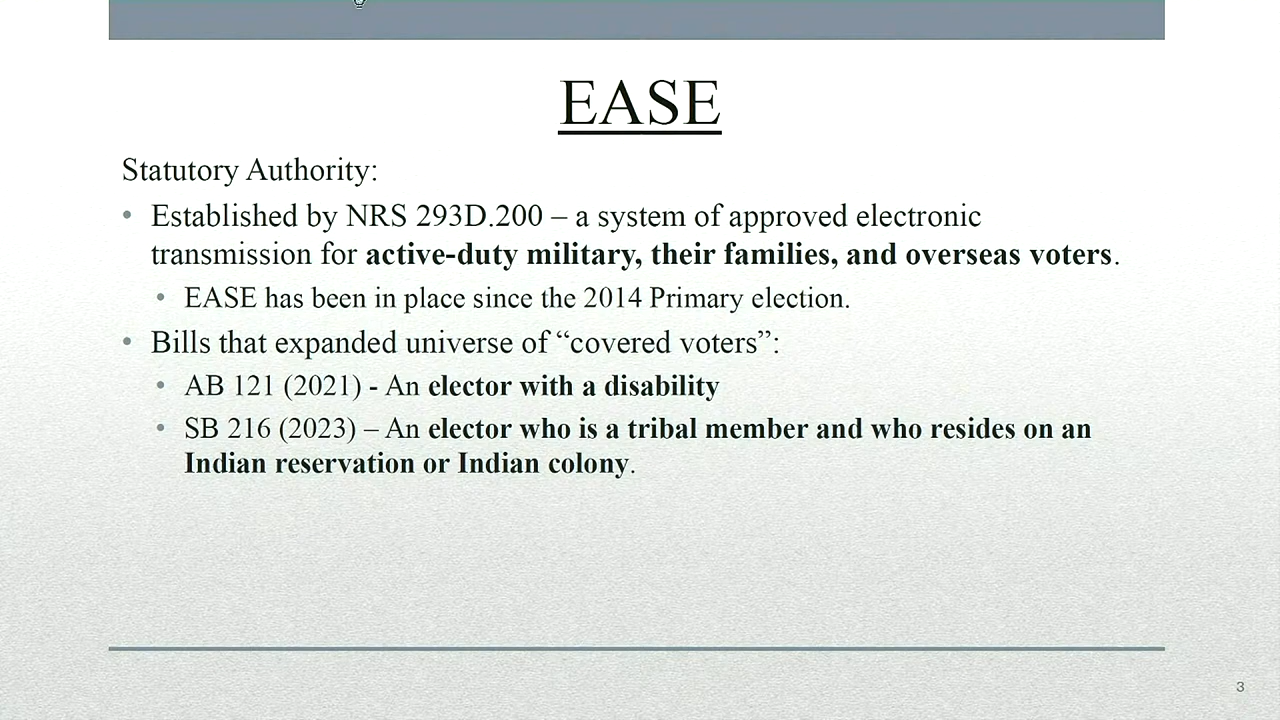 EASE
Statutory Authority:
• Established by NRS 293D.200 – a system of approved electronic
transmission for active-duty military, their families, and overseas voters.
• EASE has been in place since the 2014 Primary election.
• Bills that expanded universe of “covered voters”:
• AB 121 (2021) - An elector with a disability
• SB 216 (2023) – An elector who is a tribal member and who resides on an
Indian reservation or Indian colony.
3